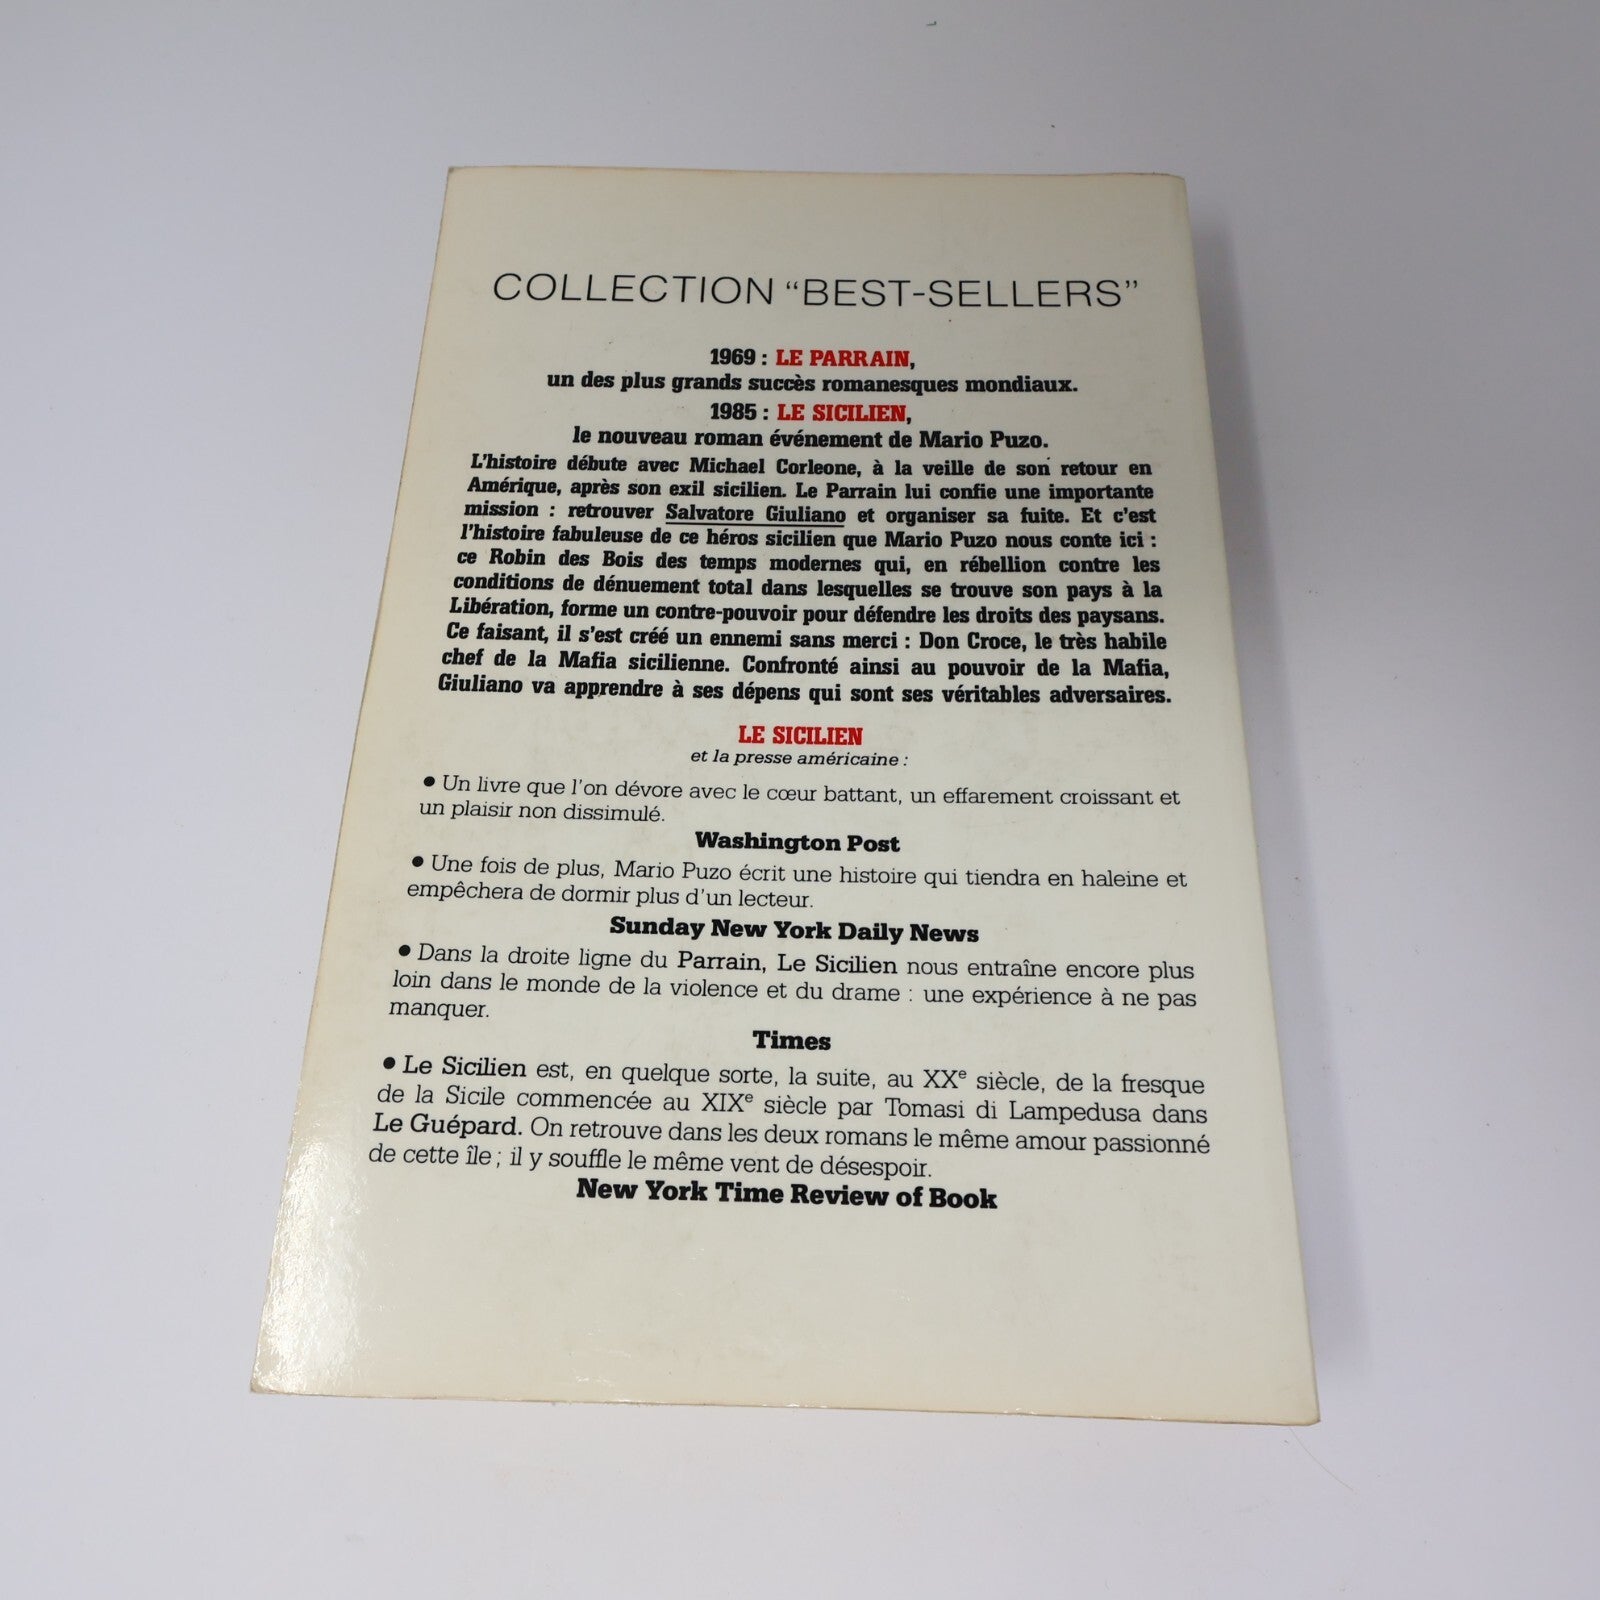 COLLECTION “BEST-SELLERS”
1969 : LE PARRAIN,
un des plus grands succès romanesques mondiaux.
1985 : LE SICILIEN,
le nouveau roman événement de Mario Puzo.
L’histoire débute avec Michael Corleone, à la veille de son retour en
Amérique, après son exil sicilien. Le Parrain lui confie une importante
mission : retrouver Salvatore Giuliano et organiser sa fuite. Et c’est
l’histoire fabuleuse de ce héros sicilien que Mario Puzo nous conte ici :
ce Robin des Bois des temps modernes qui, en rébellion contre les
conditions de dénuement total dans lesquelles se trouve son pays à la
Libération, forme un contre-pouvoir pour défendre les droits des paysans.
Ce faisant, il s’est créé un ennemi sans merci : Don Croce, le très habile
chef de la Mafia sicilienne. Confronté ainsi au pouvoir de la Mafia,
Giuliano va apprendre à ses dépens qui sont ses véritables adversaires.
LE SICILIEN
et la presse américaine :
● Un livre que l’on dévore avec le cœur battant, un effarement croissant et
un plaisir non dissimulé.
Washington Post
● Une fois de plus, Mario Puzo écrit une histoire qui tiendra en haleine et
empêchera de dormir plus d’un lecteur.
Sunday New York Daily News
● Dans la droite ligne du Parrain, Le Sicilien nous entraîne encore plus
loin dans le monde de la violence et du drame : une expérience à ne pas
manquer.
Times
● Le Sicilien est, en quelque sorte, la suite, au XXe siècle, de la fresque
de la Sicile commencée au XIXe siècle par Tomasi di Lampedusa dans
Le Guépard. On retrouve dans les deux romans le même amour passionné
de cette île ; il y souffle le même vent de désespoir.
New York Time Review of Book